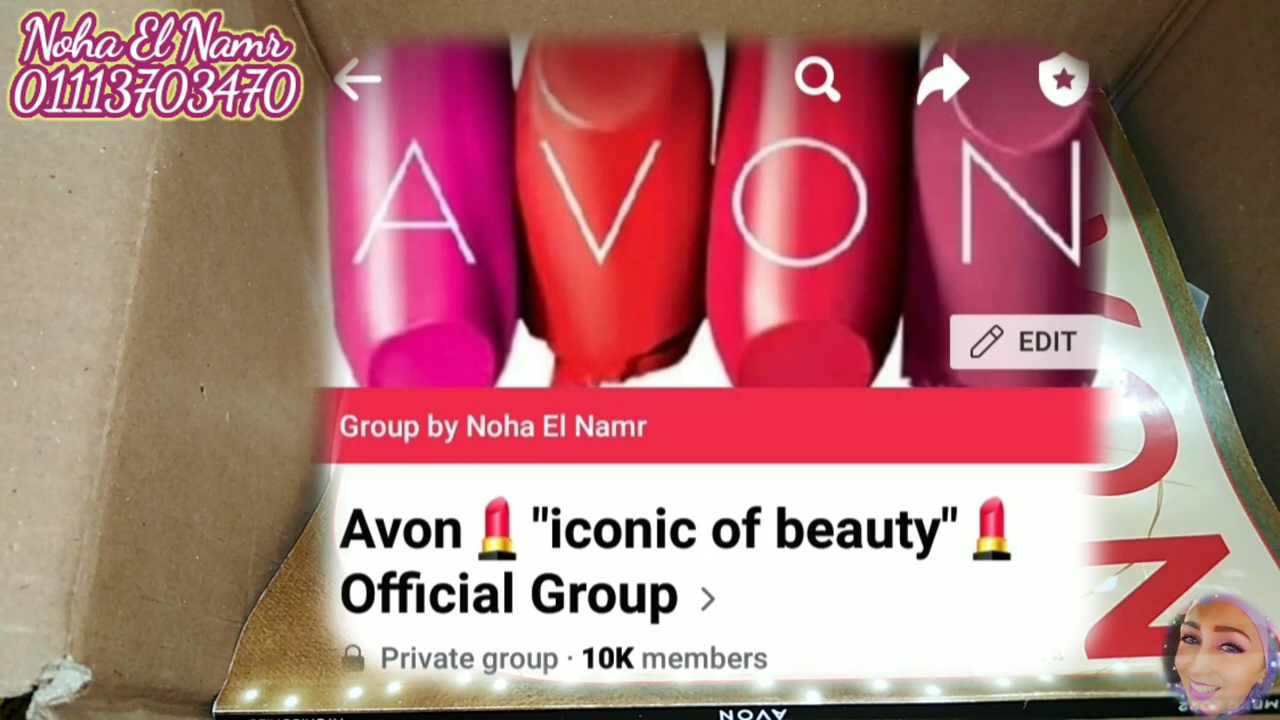 Noha El Namr
01113703470
AVON
EDIT
Group by Noha El Namr
Avon 💄 "iconic of beauty" 💄
Official Group >
Private group · 10K members
AVON